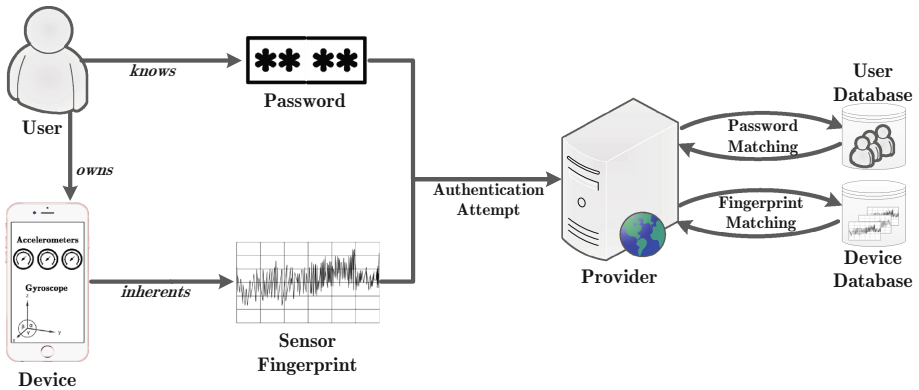 User
knows
** **
Password
owns
Accelerometers
Gyroscope
z
y
x
β
α
γ
Device
inherents
Sensor
Fingerprint
Authentication
Attempt
Provider
Password
Matching
Fingerprint
Matching
User
Database
Device
Database